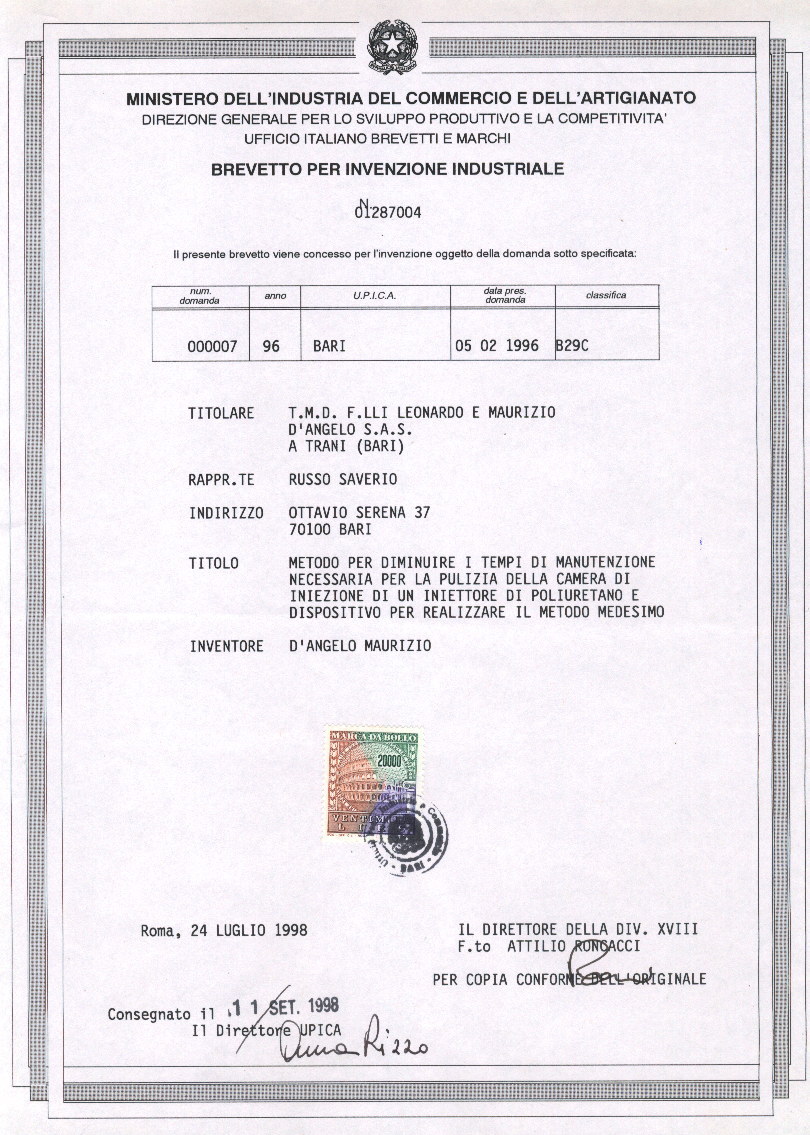 MINISTERO DELL'INDUSTRIA DEL COMMERCIO E DELL'ARTIGIANATO
DIREZIONE GENERALE PER LO SVILUPPO PRODUTTIVO E LA COMPETITIVITA'
UFFICIO ITALIANO BREVETTI E MARCHI
BREVETTO PER INVENZIONE INDUSTRIALE
N.
01287004
Il presente brevetto viene concesso per l'invenzione oggetto della domanda sotto specificata:
num. domanda anno U.P.I.C.A. data pres. domanda classifica
000007 96 BARI 05 02 1996 B29C
TITOLARE T.M.D. F.LLI LEONARDO E MAURIZIO
D'ANGELO S.A.S.
A TRANI (BARI)
RAPPR.TE RUSSO SAVERIO
INDIRIZZO OTTAVIO SERENA 37
70100 BARI
TITOLO METODO PER DIMINUIRE I TEMPI DI MANUTENZIONE
NECESSARIA PER LA PULIZIA DELLA CAMERA DI
INIEZIONE DI UN INIETTORE DI POLIURETANO E
DISPOSITIVO PER REALIZZARE IL METODO MEDESIMO
INVENTORE D'ANGELO MAURIZIO
MARCA DA BOLLO
20000
Roma, 24 LUGLIO 1998
IL DIRETTORE DELLA DIV. XVIII
F.to ATTILIO RONCACCI
PER COPIA CONFORME DELL'ORIGINALE
Consegnato il 11 SET. 1998
Il Direttore UPICA
Anna Rizzo